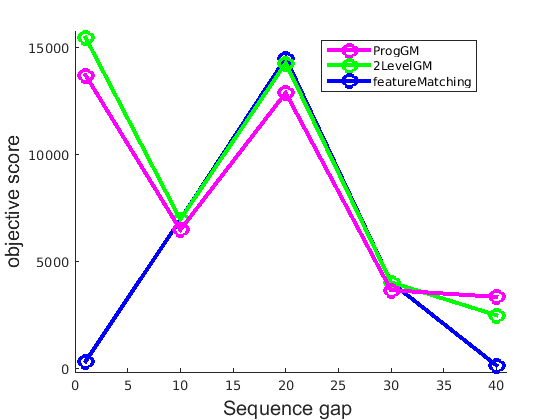 15000
10000
5000
0
objective score
ProgGM
2LevelGM
featureMatching
0 5 10 15 20 25 30 35 40
Sequence gap